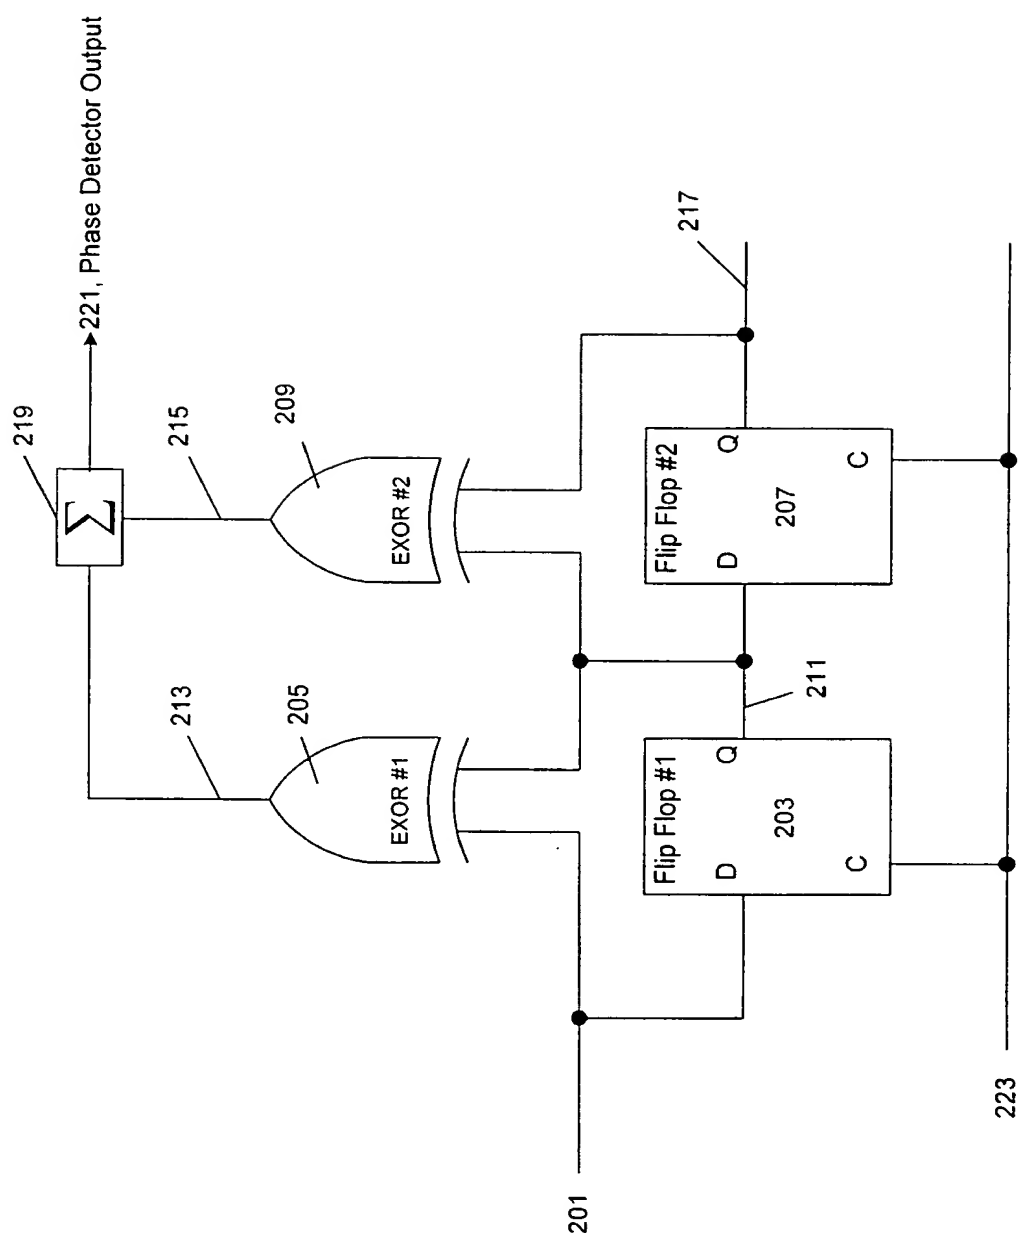 219
221, Phase Detector Output
213
215
205
EXOR #1
209
EXOR #2
201
Flip Flop #1
D
Q
203
C
211
Flip Flop #2
D
Q
207
C
217
223
Σ